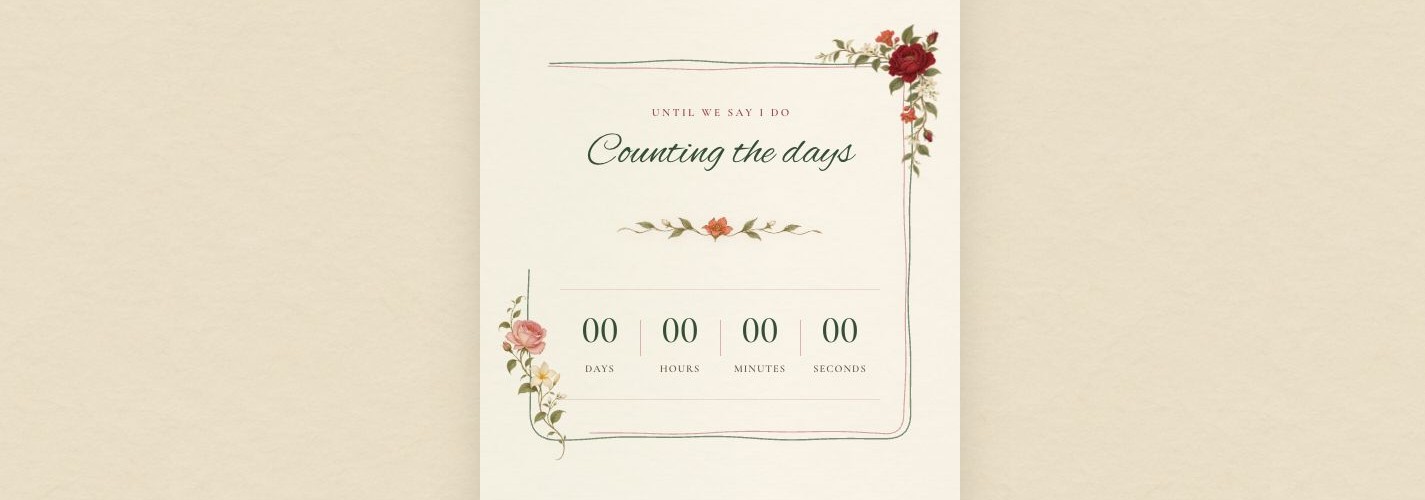 UNTIL WE SAY I DO
Counting the days
00 00 00 00
DAYS HOURS MINUTES SECONDS